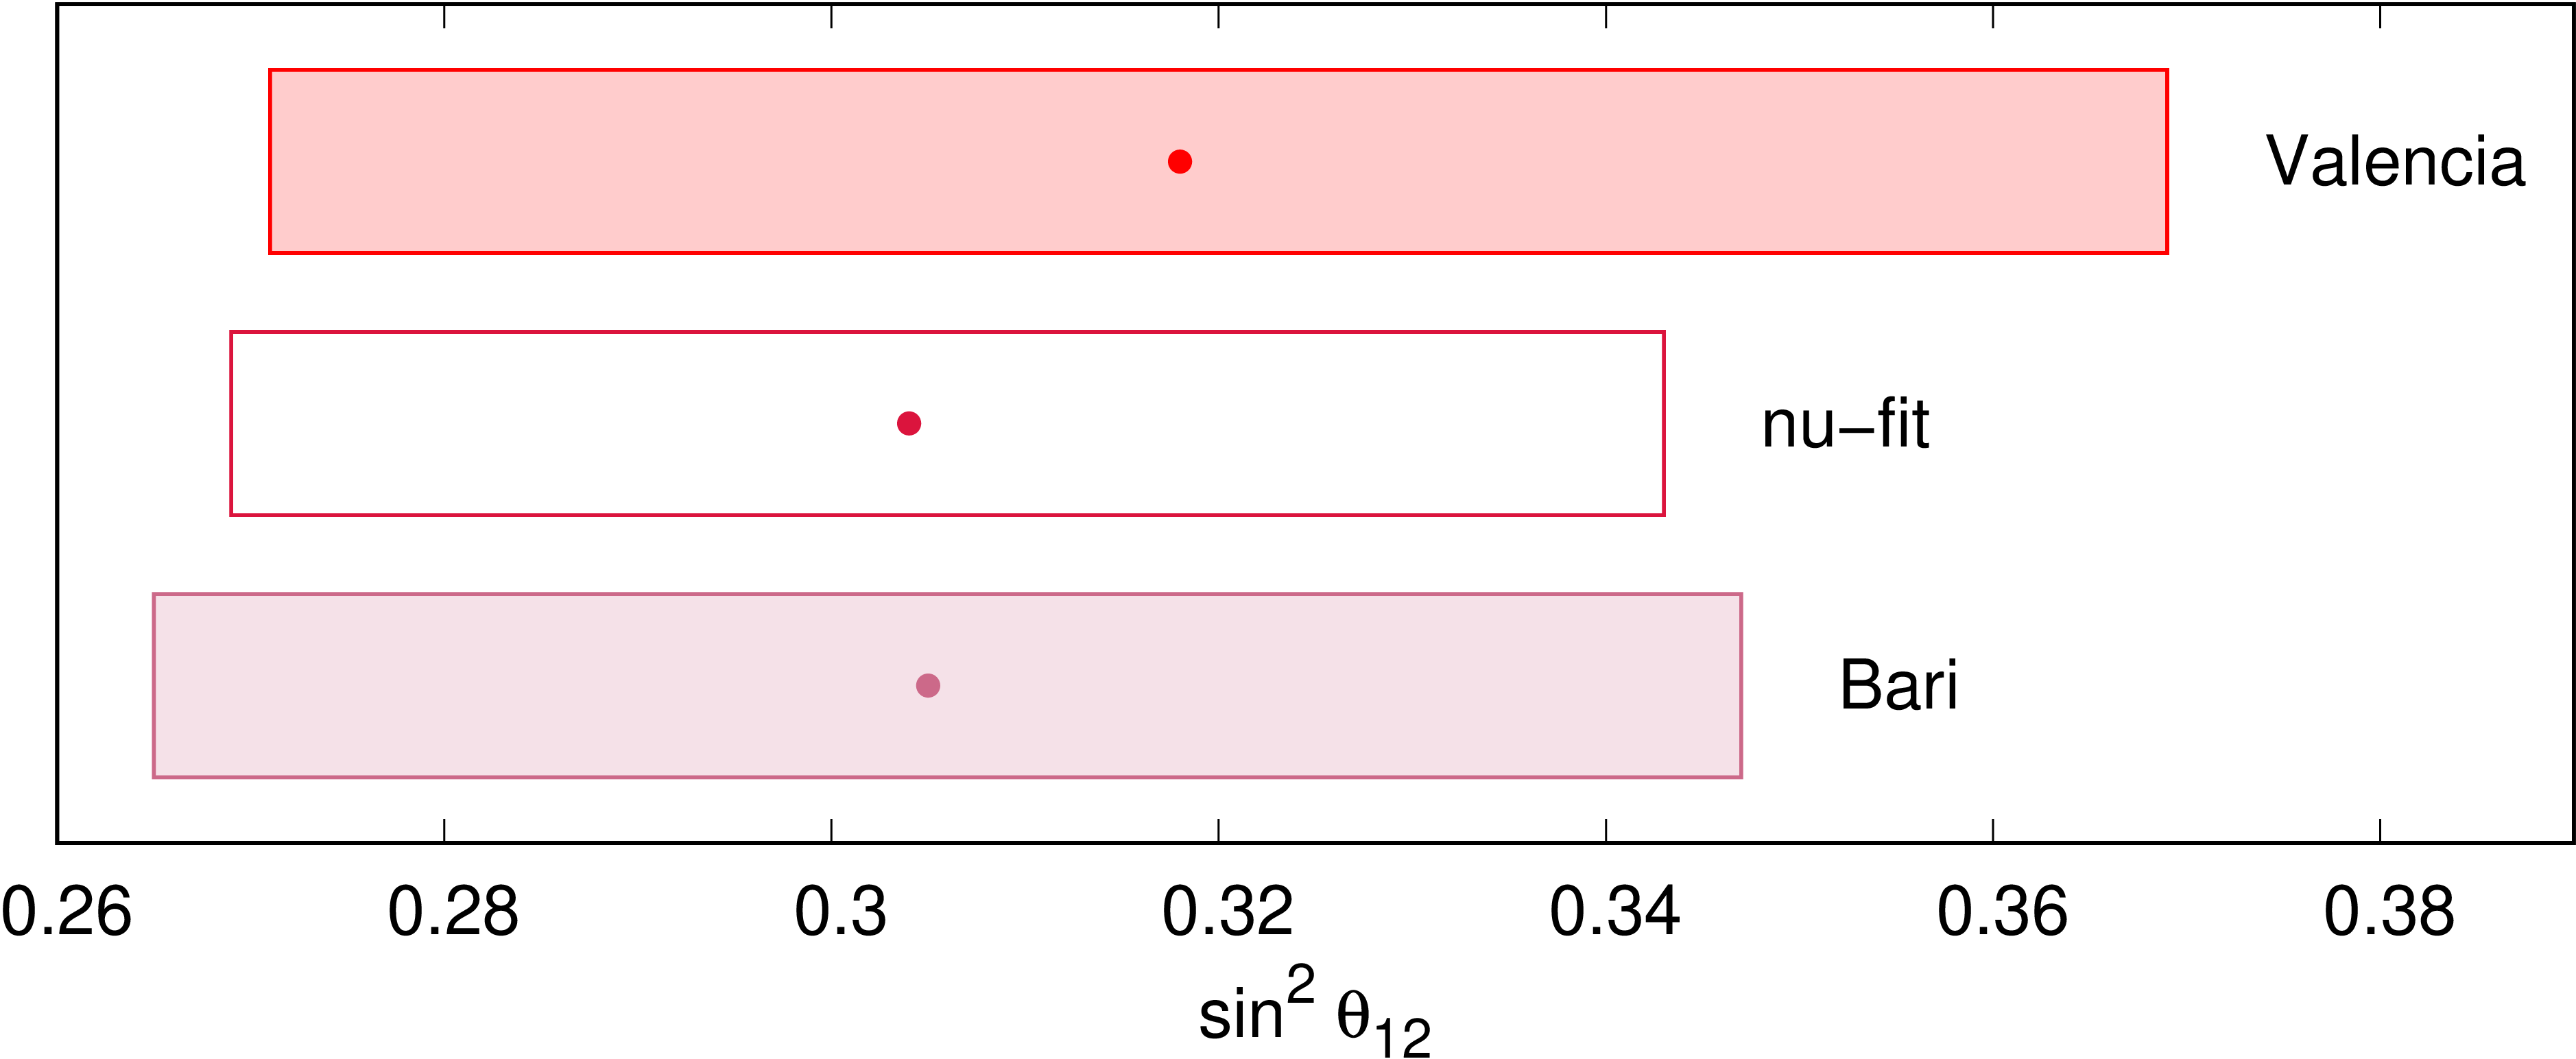 Valencia
nu–fit
Bari
0.26 0.28 0.3 0.32 0.34 0.36 0.38
sin² θ₁₂